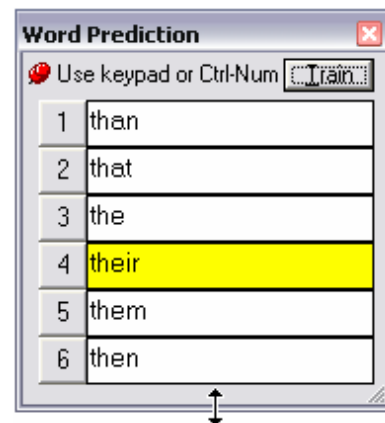 Word Prediction
Use keypad or Ctrl-Num Train
1 than
2 that
3 the
4 their
5 them
6 then